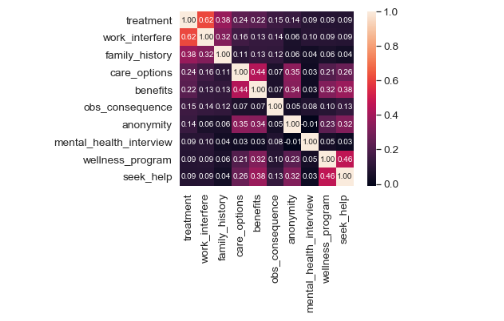 treatment 1.00 0.62 0.38 0.24 0.22 0.15 0.14 0.09 0.09 0.09 1.0
work_interfere 0.62 1.00 0.32 0.16 0.13 0.14 0.06 0.10 0.09 0.09
family_history 0.38 0.32 1.00 0.11 0.13 0.12 0.06 0.04 0.06 0.04 0.8
care_options 0.24 0.16 0.11 1.00 0.44 0.07 0.35 0.03 0.21 0.26
benefits 0.22 0.13 0.13 0.44 1.00 0.07 0.34 0.03 0.32 0.38 0.6
obs_consequence 0.15 0.14 0.12 0.07 0.07 1.00 0.05 0.08 0.10 0.13
anonymity 0.14 0.06 0.06 0.35 0.34 0.05 1.00 -0.01 0.23 0.32 0.4
mental_health_interview 0.09 0.10 0.04 0.03 0.03 0.08 -0.01 1.00 0.05 0.03 0.2
wellness_program 0.09 0.09 0.06 0.21 0.32 0.10 0.23 0.05 1.00 0.46
seek_help 0.09 0.09 0.04 0.26 0.38 0.13 0.32 0.03 0.46 1.00 0.0
treatment
work_interfere
family_history
care_options
benefits
obs_consequence
anonymity
mental_health_interview
wellness_program
seek_help